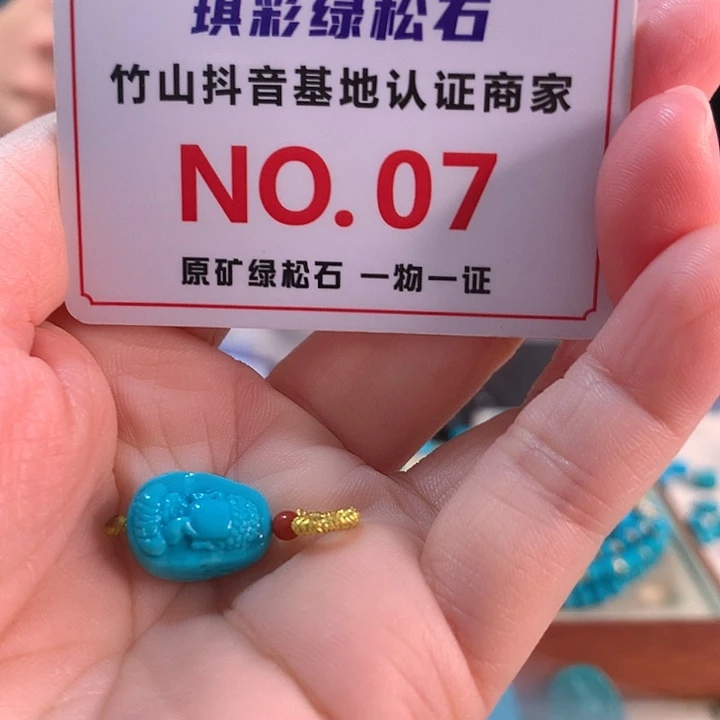 琪彩绿松石
竹山抖音基地认证商家
NO.07
原矿绿松石 一物一证